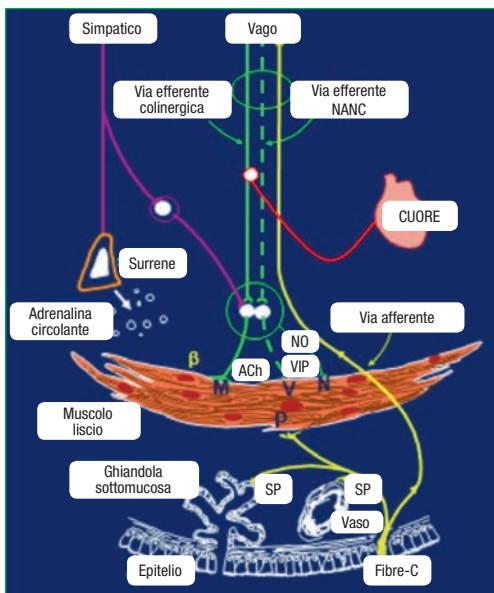 Simpatico
Vago
Via efferente
colinergica
Via efferente
NANC
CUORE
Surrene
Adrenalina
circolante
Via afferente
NO
β
ACh
VIP
M
V
N
Muscolo
liscio
P
Ghiandola
sottomucosa
SP
SP
Vaso
Epitelio
Fibre-C